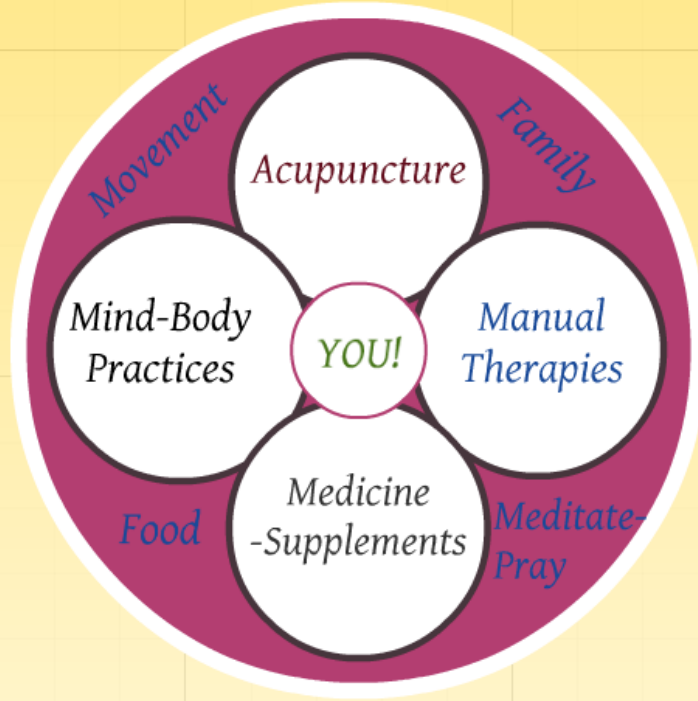 Movement
Family
Acupuncture
Mind-Body
Practices
YOU!
Manual
Therapies
Food
Medicine
-Supplements
Meditate-
Pray